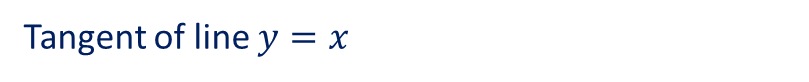 Tangent of line y = x